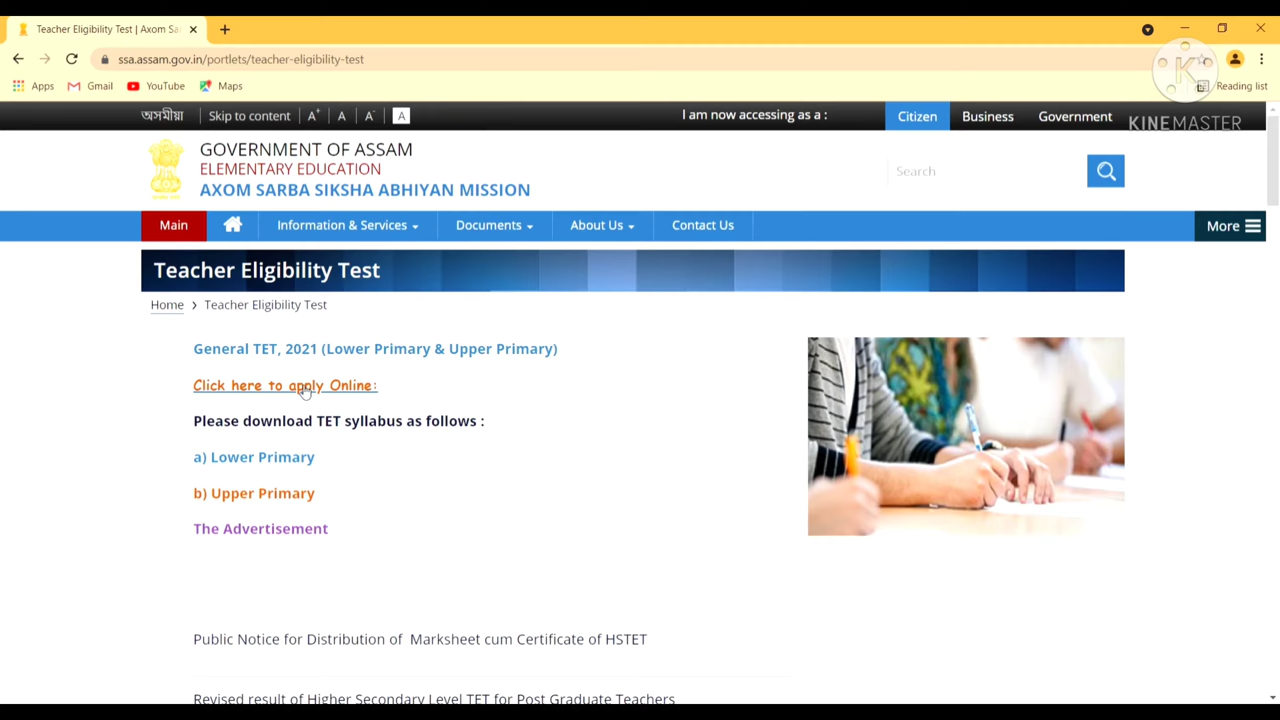 Teacher Eligibility Test | Axom Sa
ssa.assam.gov.in/portlets/teacher-eligibility-test
Apps Gmail YouTube Maps Reading list
অসমীয়া Skip to content A+ A A- A I am now accessing as a : Citizen Business Government
KINEMASTER
GOVERNMENT OF ASSAM
ELEMENTARY EDUCATION
AXOM SARBA SIKSHA ABHIYAN MISSION
Search
Main Information & Services Documents About Us Contact Us More
Teacher Eligibility Test
Home > Teacher Eligibility Test
General TET, 2021 (Lower Primary & Upper Primary)
Click here to apply Online:
Please download TET syllabus as follows :
a) Lower Primary
b) Upper Primary
The Advertisement
Public Notice for Distribution of Marksheet cum Certificate of HSTET
Revised result of Higher Secondary Level TET for Post Graduate Teachers